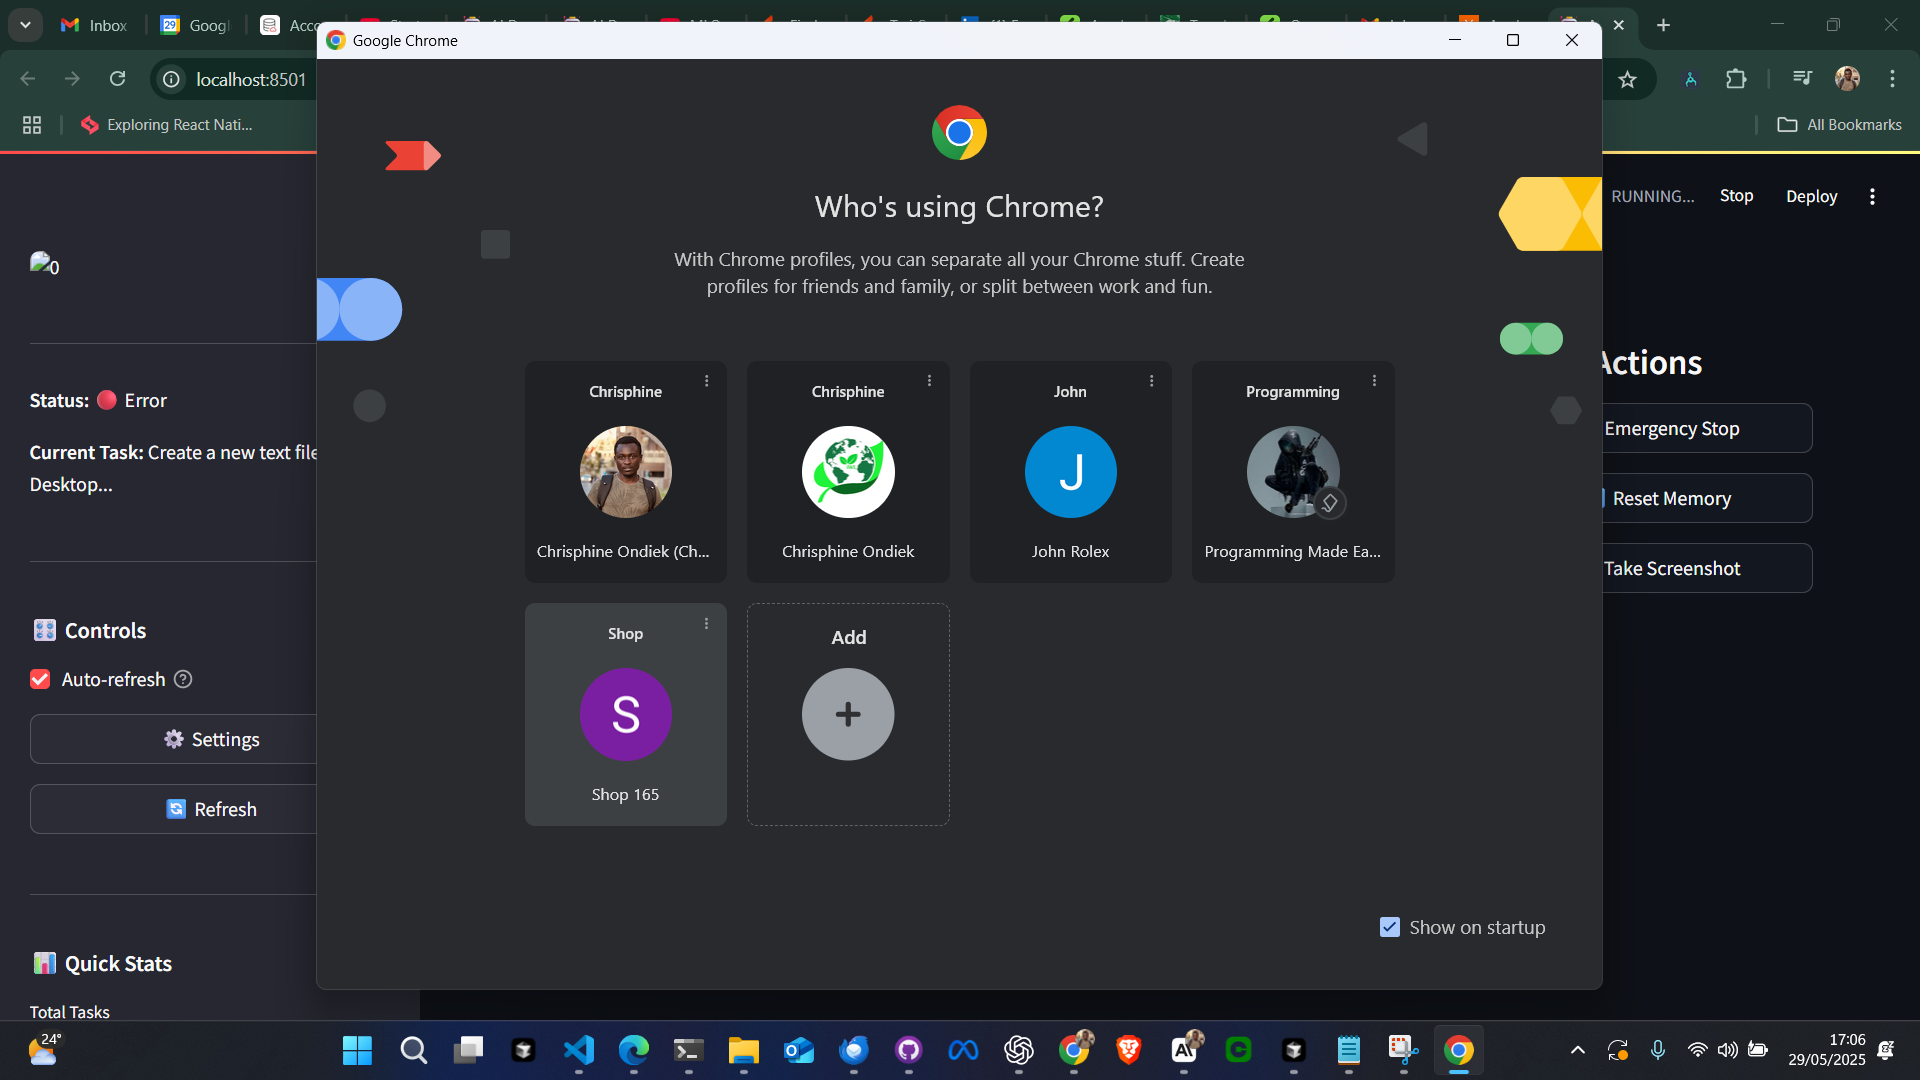 Inbox
Googl
Acco
Google Chrome
localhost:8501
Exploring React Nati...
All Bookmarks
RUNNING...
Stop
Deploy
0
Status: Error
Current Task: Create a new text file
Desktop...
Controls
Auto-refresh
Settings
Refresh
Quick Stats
Total Tasks
Who's using Chrome?
With Chrome profiles, you can separate all your Chrome stuff. Create
profiles for friends and family, or split between work and fun.
Chrisphine
Chrisphine Ondiek (Ch...
Chrisphine
Chrisphine Ondiek
John
J
John Rolex
Programming
Programming Made Ea...
Shop
S
Shop 165
Add
Show on startup
Actions
Emergency Stop
Reset Memory
Take Screenshot
24°
17:06
29/05/2025